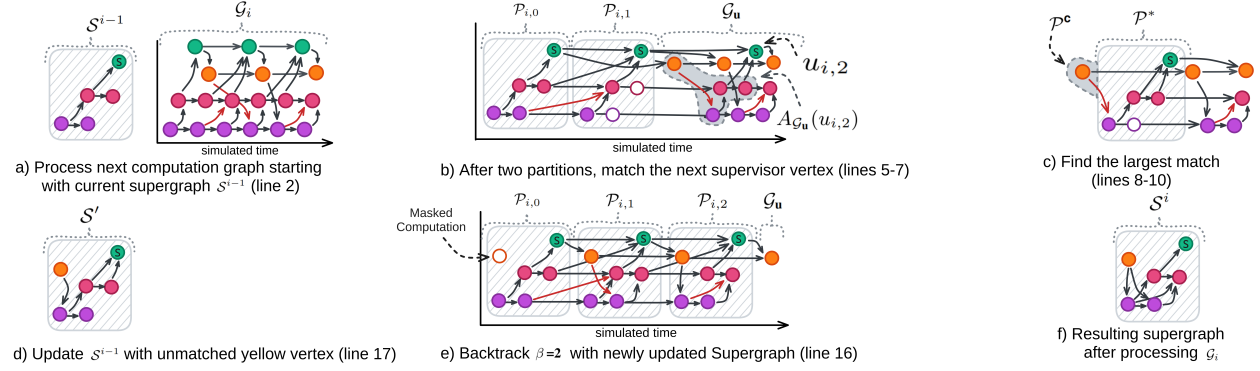 𝒮^{i−1}
𝒢_i
simulated time
a) Process next computation graph starting
with current supergraph 𝒮^{i−1} (line 2)
𝒫_{i,0}
𝒫_{i,1}
𝒢_𝐮
S
S
S
u_{i,2}
A_{𝒢_𝐮}(u_{i,2})
simulated time
b) After two partitions, match the next supervisor vertex (lines 5-7)
𝒫^𝐜
𝒫*
S
c) Find the largest match
(lines 8-10)
𝒮′
S
d) Update 𝒮^{i−1} with unmatched yellow vertex (line 17)
Masked
Computation
𝒫_{i,0}
𝒫_{i,1}
𝒫_{i,2}
𝒢_𝐮
S
S
S
simulated time
e) Backtrack β=2 with newly updated Supergraph (line 16)
𝒮^i
S
f) Resulting supergraph
after processing 𝒢_i